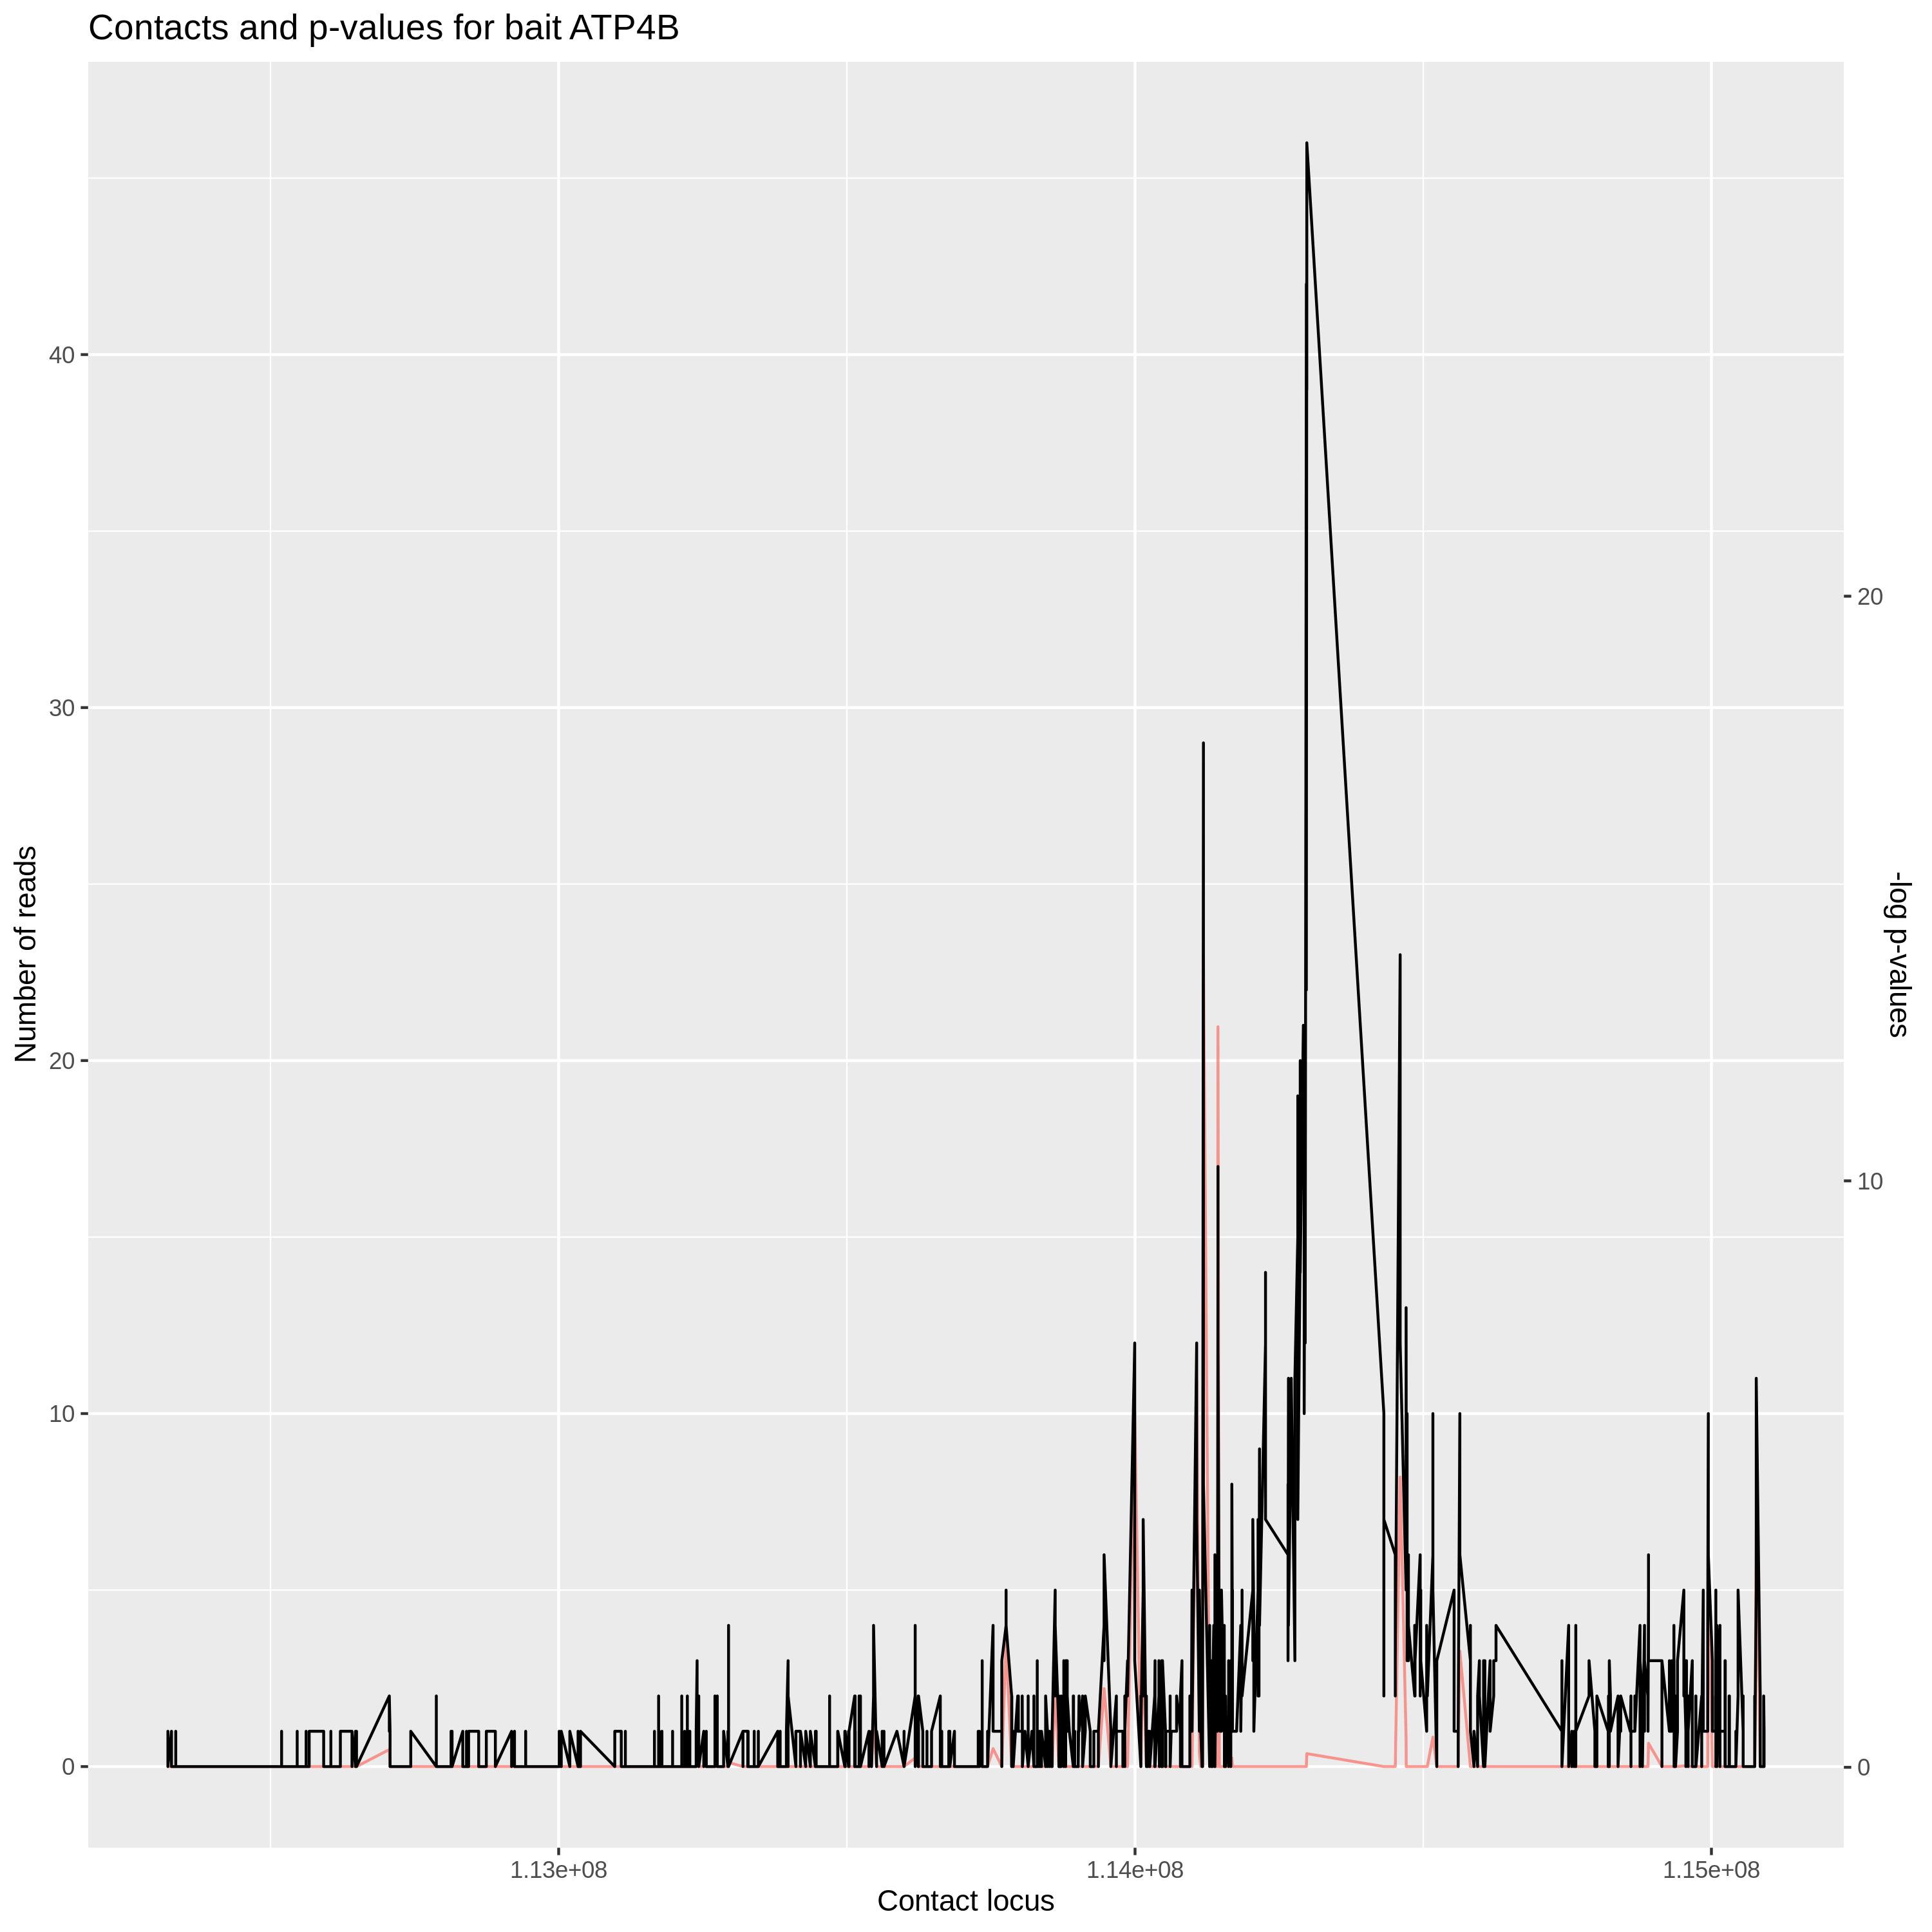 Contacts and p-values for bait ATP4B
Number of reads
40
30
20
10
0
20
10
0
-log p-values
1.13e+08
1.14e+08
1.15e+08
Contact locus